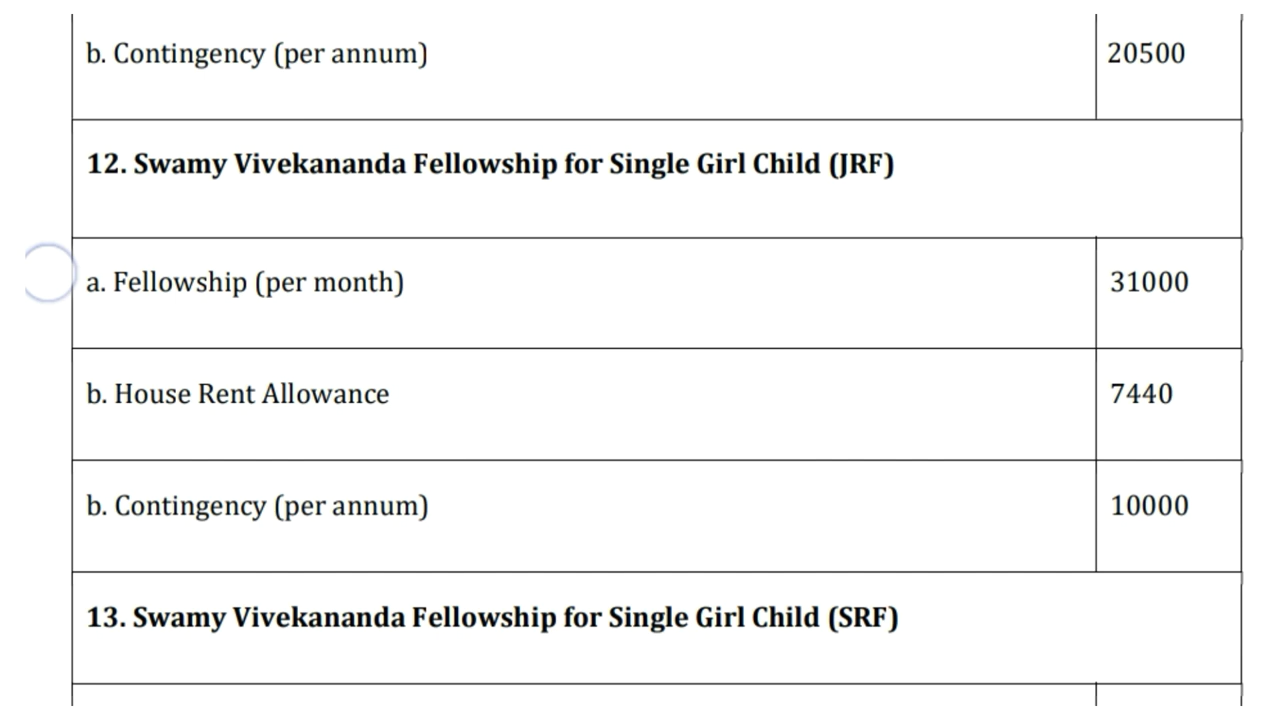 b. Contingency (per annum) 20500
12. Swamy Vivekananda Fellowship for Single Girl Child (JRF)
a. Fellowship (per month) 31000
b. House Rent Allowance 7440
b. Contingency (per annum) 10000
13. Swamy Vivekananda Fellowship for Single Girl Child (SRF)